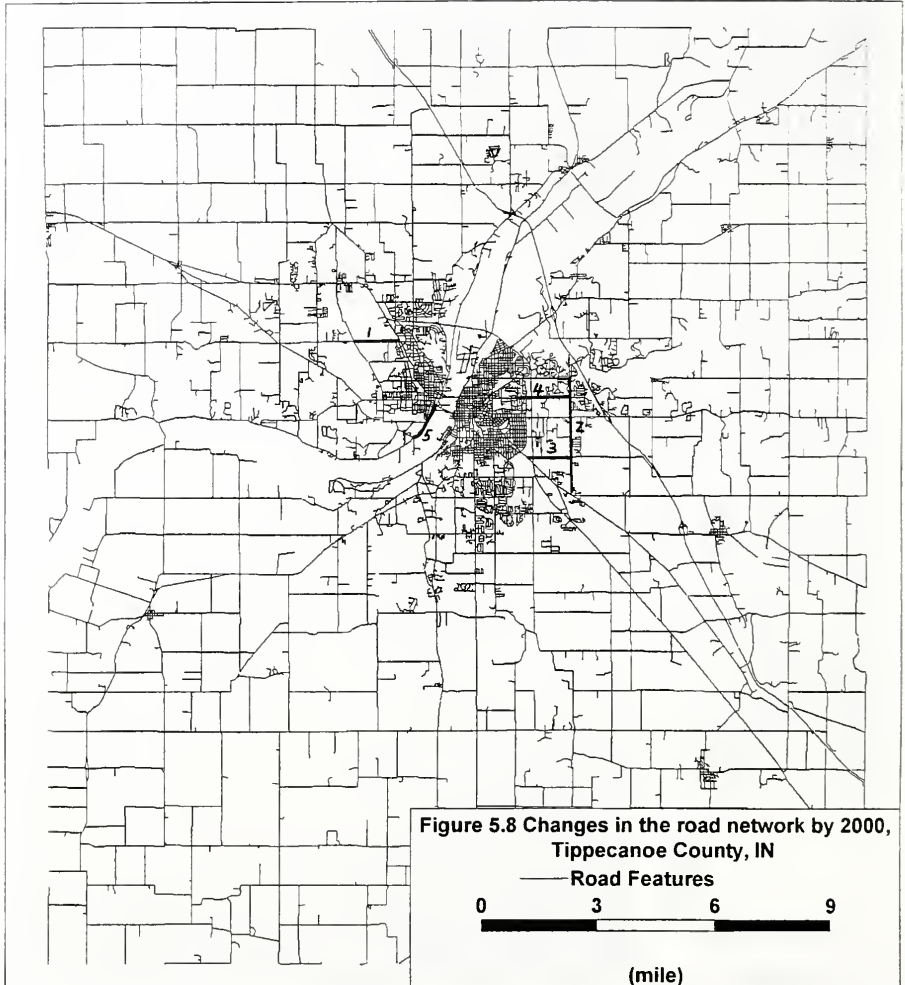 1
4
2
5
3
Figure 5.8 Changes in the road network by 2000,
Tippecanoe County, IN
Road Features
0 3 6 9
(mile)